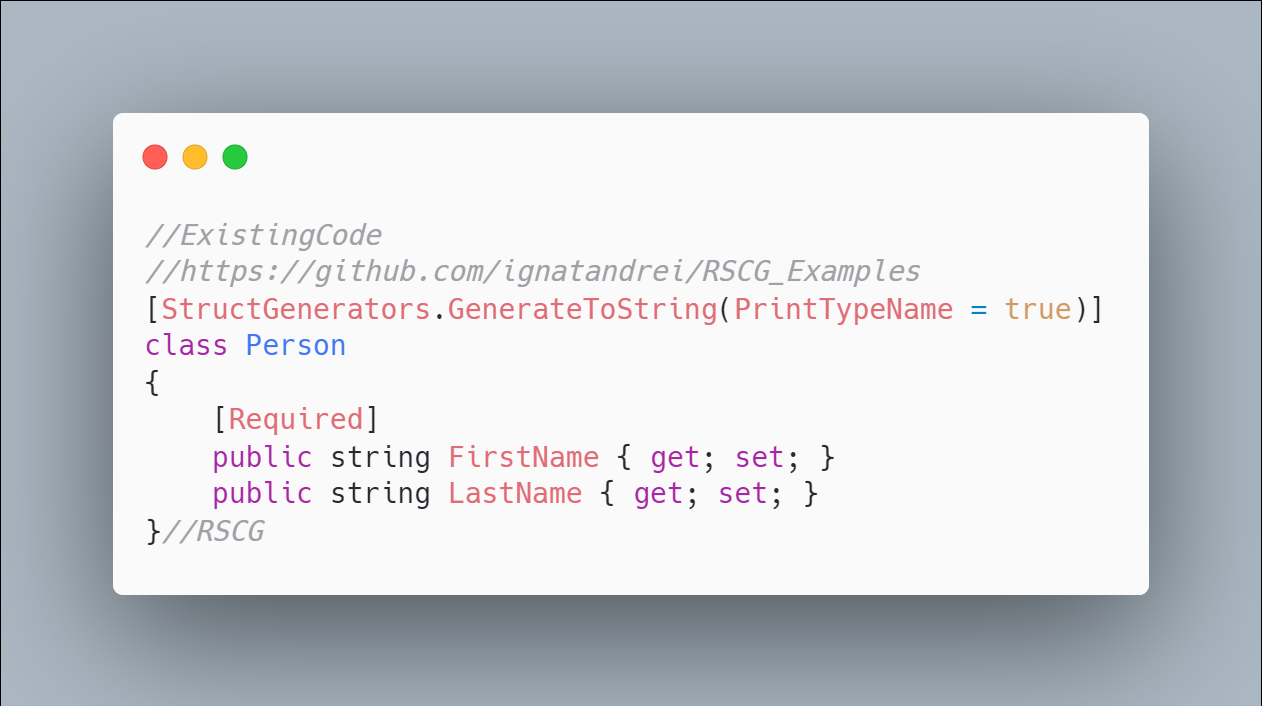 //ExistingCode
//https://github.com/ignatandrei/RSCG_Examples
[StructGenerators.GenerateToString(PrintTypeName = true)]
class Person
{
    [Required]
    public string FirstName { get; set; }
    public string LastName { get; set; }
}//RSCG